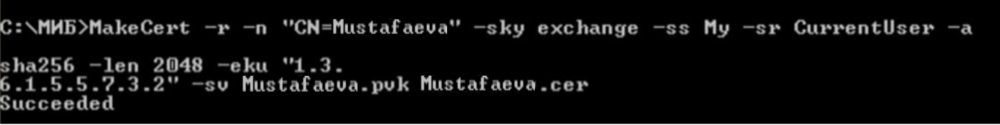 C:\МИБ>MakeCert -r -n "CN=Mustafaeva" -sky exchange -ss My -sr CurrentUser -a
sha256 -len 2048 -eku "1.3.
6.1.5.5.7.3.2" -sv Mustafaeva.pvk Mustafaeva.cer
Succeeded